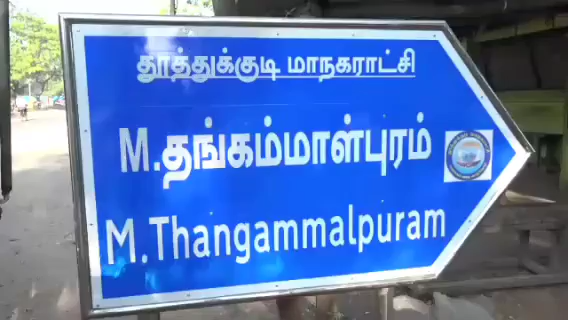 தூத்துக்குடி மாநகராட்சி
M.தங்கம்மாள்புரம்
M.Thangammalpuram